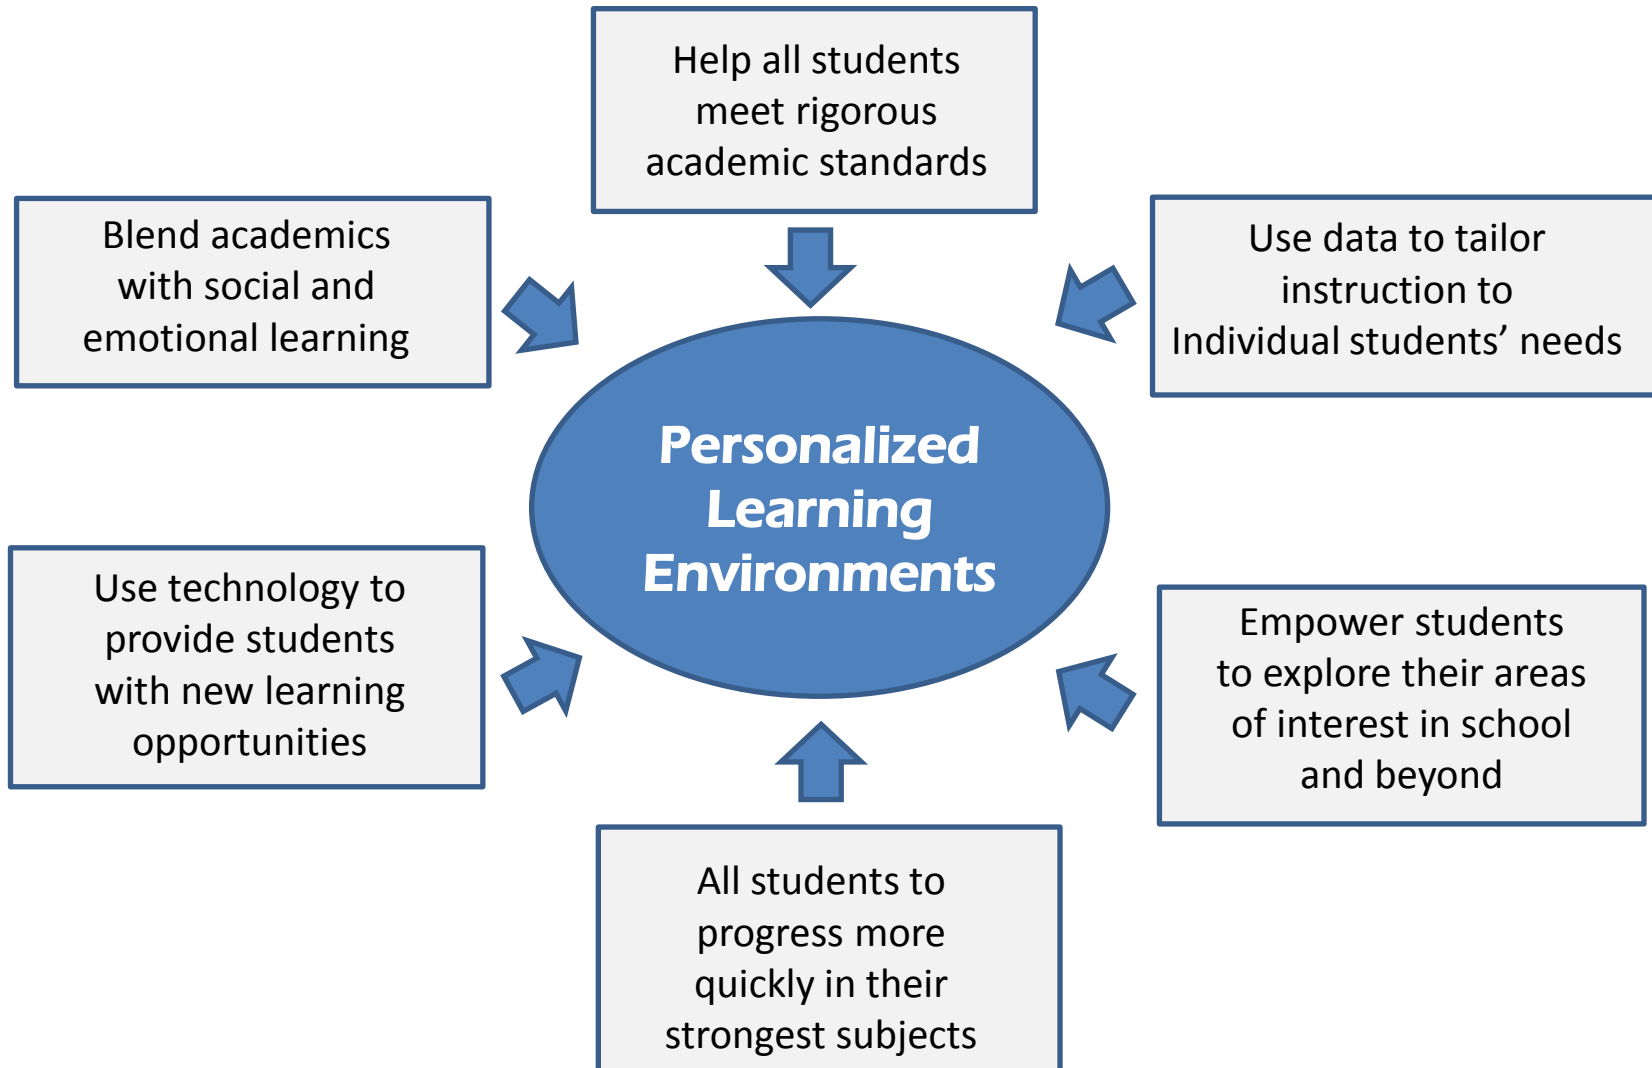 Help all students
meet rigorous
academic standards
Blend academics
with social and
emotional learning
Use data to tailor
instruction to
Individual students’ needs
Personalized
Learning
Environments
Use technology to
provide students
with new learning
opportunities
Empower students
to explore their areas
of interest in school
and beyond
All students to
progress more
quickly in their
strongest subjects